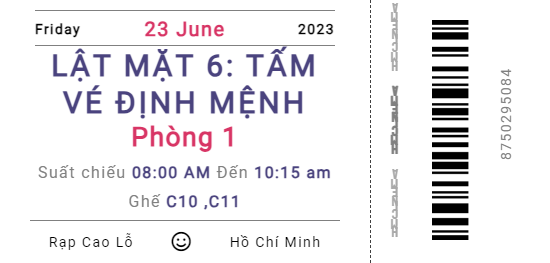 Friday 23 June 2023
LẬT MẶT 6: TẤM
VÉ ĐỊNH MỆNH
Phòng 1
Suất chiếu 08:00 AM Đến 10:15 am
Ghế C10 ,C11
Rạp Cao Lỗ Hồ Chí Minh
8750295084